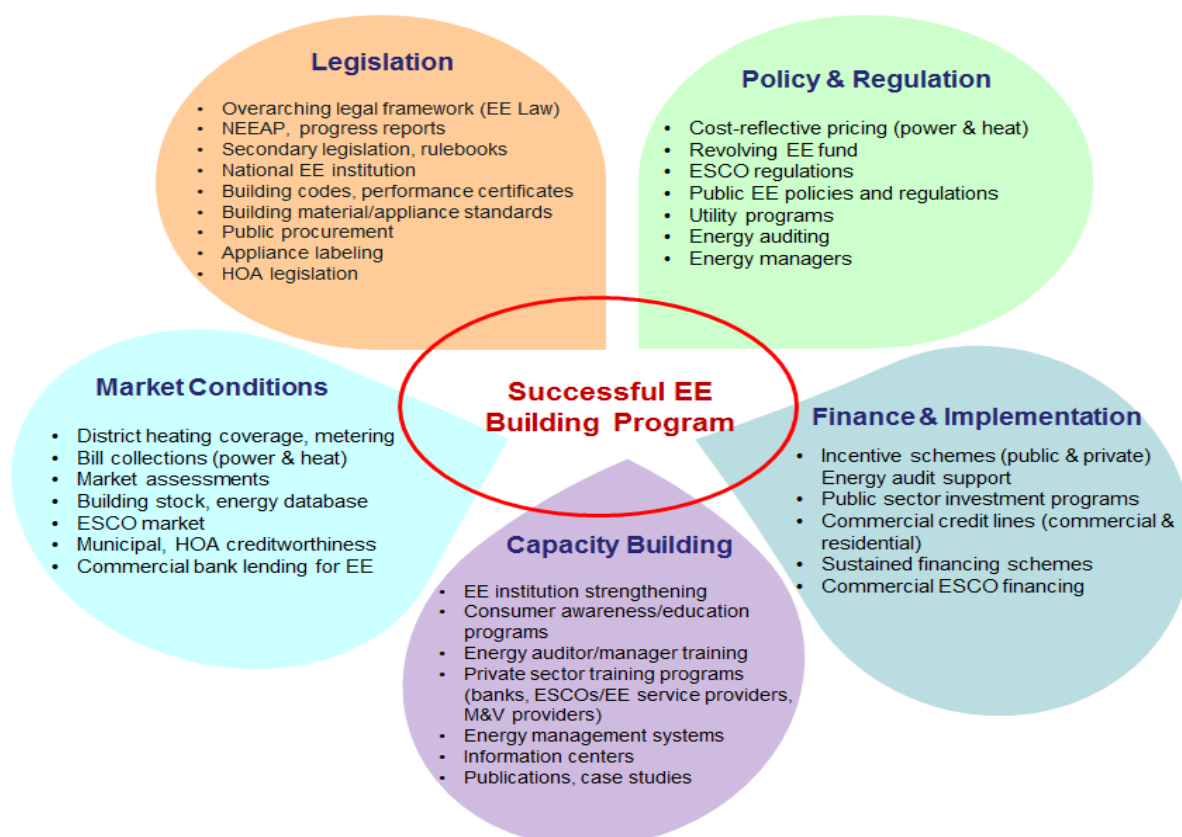 Legislation
• Overarching legal framework (EE Law)
• NEEAP, progress reports
• Secondary legislation, rulebooks
• National EE institution
• Building codes, performance certificates
• Building material/appliance standards
• Public procurement
• Appliance labeling
• HOA legislation
Policy & Regulation
• Cost-reflective pricing (power & heat)
• Revolving EE fund
• ESCO regulations
• Public EE policies and regulations
• Utility programs
• Energy auditing
• Energy managers
Market Conditions
• District heating coverage, metering
• Bill collections (power & heat)
• Market assessments
• Building stock, energy database
• ESCO market
• Municipal, HOA creditworthiness
• Commercial bank lending for EE
Successful EE
Building Program
Finance & Implementation
• Incentive schemes (public & private)
Energy audit support
• Public sector investment programs
• Commercial credit lines (commercial &
residential)
• Sustained financing schemes
• Commercial ESCO financing
Capacity Building
• EE institution strengthening
• Consumer awareness/education
programs
• Energy auditor/manager training
• Private sector training programs
(banks, ESCOs/EE service providers,
M&V providers)
• Energy management systems
• Information centers
• Publications, case studies